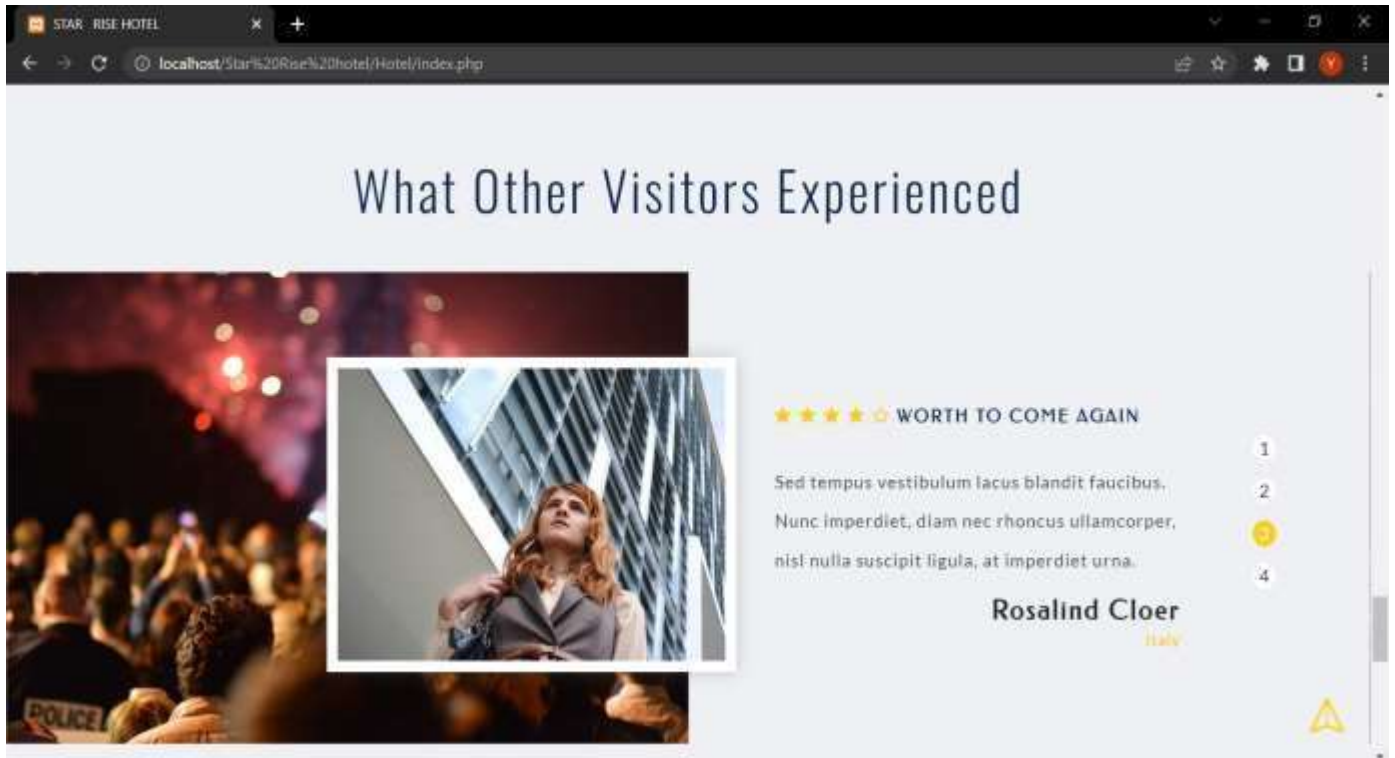 STAR RISE HOTEL
localhost/Star%20Rise%20hotel/Hotel/index.php
Y
What Other Visitors Experienced
WORTH TO COME AGAIN
1
Sed tempus vestibulum lacus blandit faucibus.
2
Nunc imperdiet, diam nec rhoncus ullamcorper,
3
nisl nulla suscipit ligula, at imperdiet urna.
4
Rosalind Cloer
Italy
POLICE